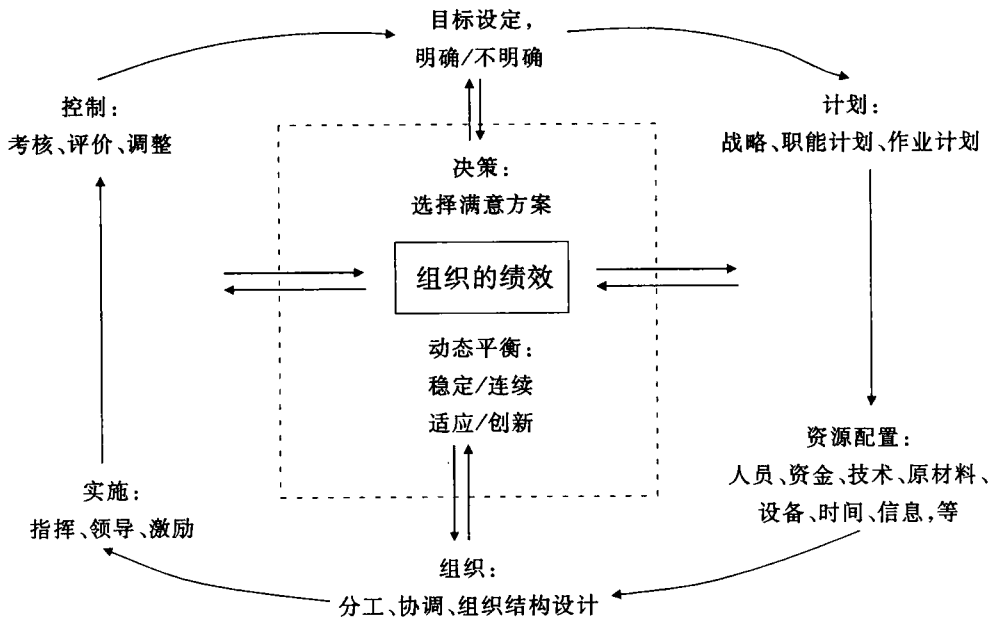 目标设定，
明确/不明确
控制：
考核、评价、调整
计划：
战略、职能计划、作业计划
决策：
选择满意方案
组织的绩效
动态平衡：
稳定/连续
适应/创新
资源配置：
人员、资金、技术、原材料、
设备、时间、信息，等
实施：
指挥、领导、激励
组织：
分工、协调、组织结构设计